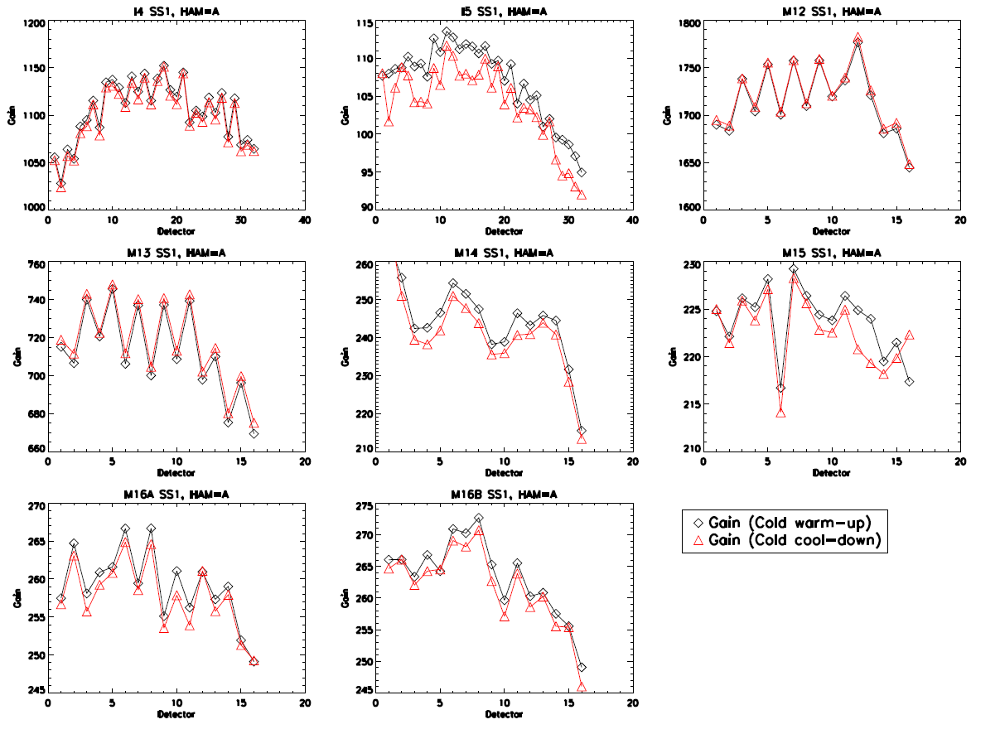 I4 SS1, HAM=A
I5 SS1, HAM=A
M12 SS1, HAM=A
1200
1150
1100
1050
1000
Gain
0 10 20 30 40
Detector
115
110
105
100
95
90
Gain
0 10 20 30 40
Detector
1800
1750
1700
1650
1600
Gain
0 5 10 15 20
Detector
M13 SS1, HAM=A
M14 SS1, HAM=A
M15 SS1, HAM=A
760
740
720
700
680
660
Gain
0 5 10 15 20
Detector
260
250
240
230
220
210
Gain
0 5 10 15 20
Detector
230
225
220
215
210
Gain
0 5 10 15 20
Detector
M16A SS1, HAM=A
M16B SS1, HAM=A
270
265
260
255
250
245
Gain
0 5 10 15 20
Detector
275
270
265
260
255
250
245
Gain
0 5 10 15 20
Detector
Gain (Cold warm-up)
Gain (Cold cool-down)